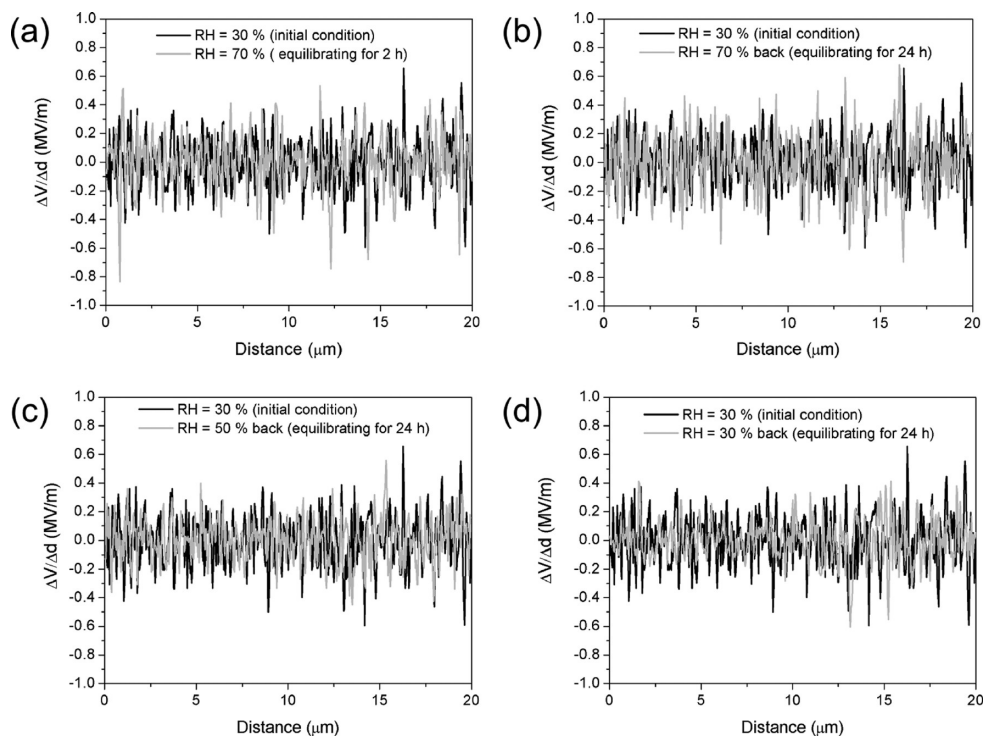 (a)
RH = 30 % (initial condition)
RH = 70 % ( equilibrating for 2 h)
1.0
0.8
0.6
0.4
0.2
0.0
-0.2
-0.4
-0.6
-0.8
-1.0
ΔV/Δd (MV/m)
0 5 10 15 20
Distance (μm)
(b)
RH = 30 % (initial condition)
RH = 70 % back (equilibrating for 24 h)
1.0
0.8
0.6
0.4
0.2
0.0
-0.2
-0.4
-0.6
-0.8
-1.0
ΔV/Δd (MV/m)
0 5 10 15 20
Distance (μm)
(c)
RH = 30 % (initial condition)
RH = 50 % back (equilibrating for 24 h)
1.0
0.8
0.6
0.4
0.2
0.0
-0.2
-0.4
-0.6
-0.8
-1.0
ΔV/Δd (MV/m)
0 5 10 15 20
Distance (μm)
(d)
RH = 30 % (initial condition)
RH = 30 % back (equilibrating for 24 h)
1.0
0.8
0.6
0.4
0.2
0.0
-0.2
-0.4
-0.6
-0.8
-1.0
ΔV/Δd (MV/m)
0 5 10 15 20
Distance (μm)